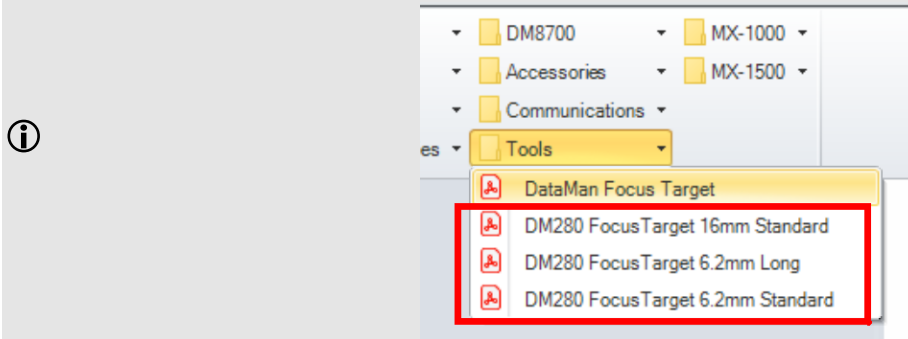 DM8700 MX-1000
Accessories MX-1500
Communications
es Tools
DataMan Focus Target
DM280 FocusTarget 16mm Standard
DM280 FocusTarget 6.2mm Long
DM280 FocusTarget 6.2mm Standard